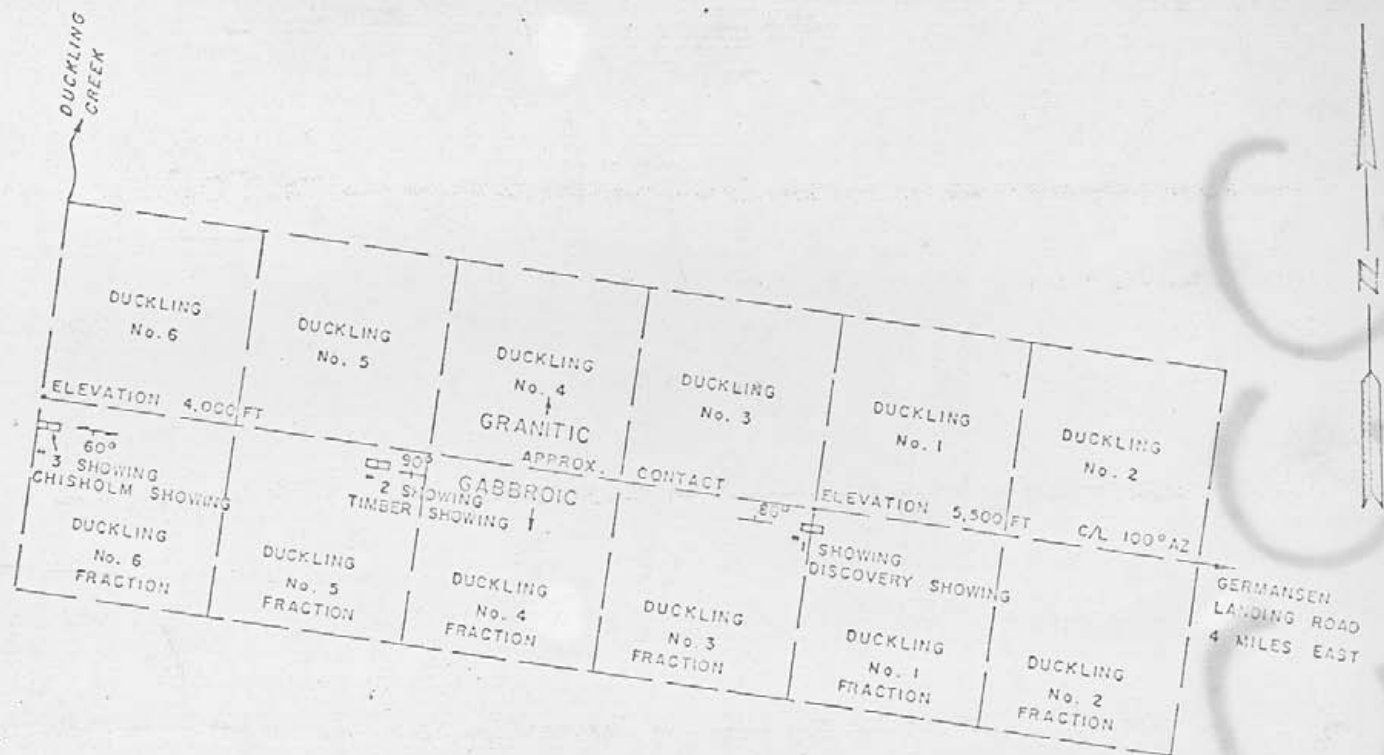 DUCKLING
CREEK
N
DUCKLING
No. 6
DUCKLING
No. 5
DUCKLING
No. 4
DUCKLING
No. 3
DUCKLING
No. 1
DUCKLING
No. 2
GRANITIC
ELEVATION 4,000 FT
APPROX. CONTACT
ELEVATION 5,500 FT
C/L 100° AZ
GERMANSEN
LANDING ROAD
4 MILES EAST
60°
3 SHOWING
CHISHOLM SHOWING
90°
2 SHOWING
TIMBER SHOWING
GABBROIC
80°
1 SHOWING
DISCOVERY SHOWING
DUCKLING
No. 6
FRACTION
DUCKLING
No. 5
FRACTION
DUCKLING
No. 4
FRACTION
DUCKLING
No. 3
FRACTION
DUCKLING
No. 1
FRACTION
DUCKLING
No. 2
FRACTION